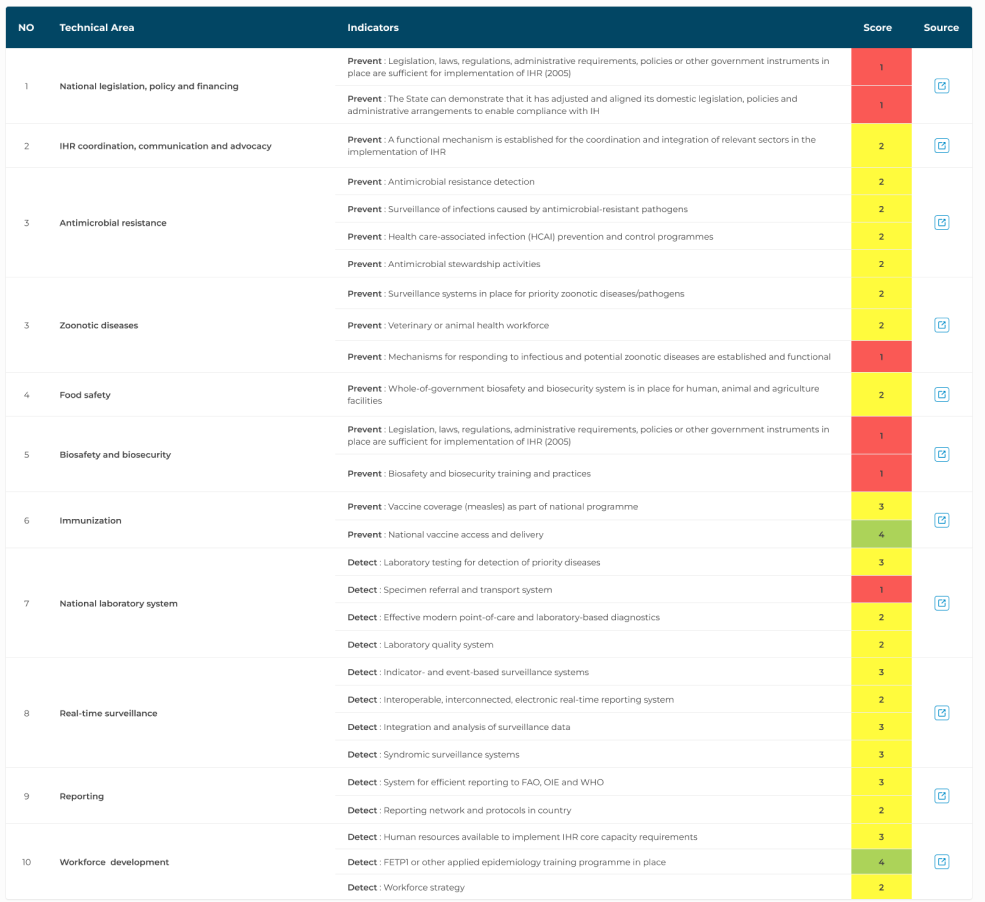 NO Technical Area Indicators Score Source
1 National legislation, policy and financing
Prevent : Legislation, laws, regulations, administrative requirements, policies or other government instruments in
place are sufficient for implementation of IHR (2005)
1
Prevent : The State can demonstrate that it has adjusted and aligned its domestic legislation, policies and
administrative arrangements to enable compliance with IH
1
2 IHR coordination, communication and advocacy
Prevent : A functional mechanism is established for the coordination and integration of relevant sectors in the
implementation of IHR
2
3 Antimicrobial resistance
Prevent : Antimicrobial resistance detection 2
Prevent : Surveillance of infections caused by antimicrobial-resistant pathogens 2
Prevent : Health care-associated infection (HCAI) prevention and control programmes 2
Prevent : Antimicrobial stewardship activities 2
3 Zoonotic diseases
Prevent : Surveillance systems in place for priority zoonotic diseases/pathogens 2
Prevent : Veterinary or animal health workforce 2
Prevent : Mechanisms for responding to infectious and potential zoonotic diseases are established and functional 1
4 Food safety
Prevent : Whole-of-government biosafety and biosecurity system is in place for human, animal and agriculture
facilities
2
5 Biosafety and biosecurity
Prevent : Legislation, laws, regulations, administrative requirements, policies or other government instruments in
place are sufficient for implementation of IHR (2005)
1
Prevent : Biosafety and biosecurity training and practices 1
6 Immunization
Prevent : Vaccine coverage (measles) as part of national programme 3
Prevent : National vaccine access and delivery 4
7 National laboratory system
Detect : Laboratory testing for detection of priority diseases 3
Detect : Specimen referral and transport system 1
Detect : Effective modern point-of-care and laboratory-based diagnostics 2
Detect : Laboratory quality system 2
8 Real-time surveillance
Detect : Indicator- and event-based surveillance systems 3
Detect : Interoperable, interconnected, electronic real-time reporting system 2
Detect : Integration and analysis of surveillance data 3
Detect : Syndromic surveillance systems 3
9 Reporting
Detect : System for efficient reporting to FAO, OIE and WHO 3
Detect : Reporting network and protocols in country 2
10 Workforce development
Detect : Human resources available to implement IHR core capacity requirements 3
Detect : FETP1 or other applied epidemiology training programme in place 4
Detect : Workforce strategy 2